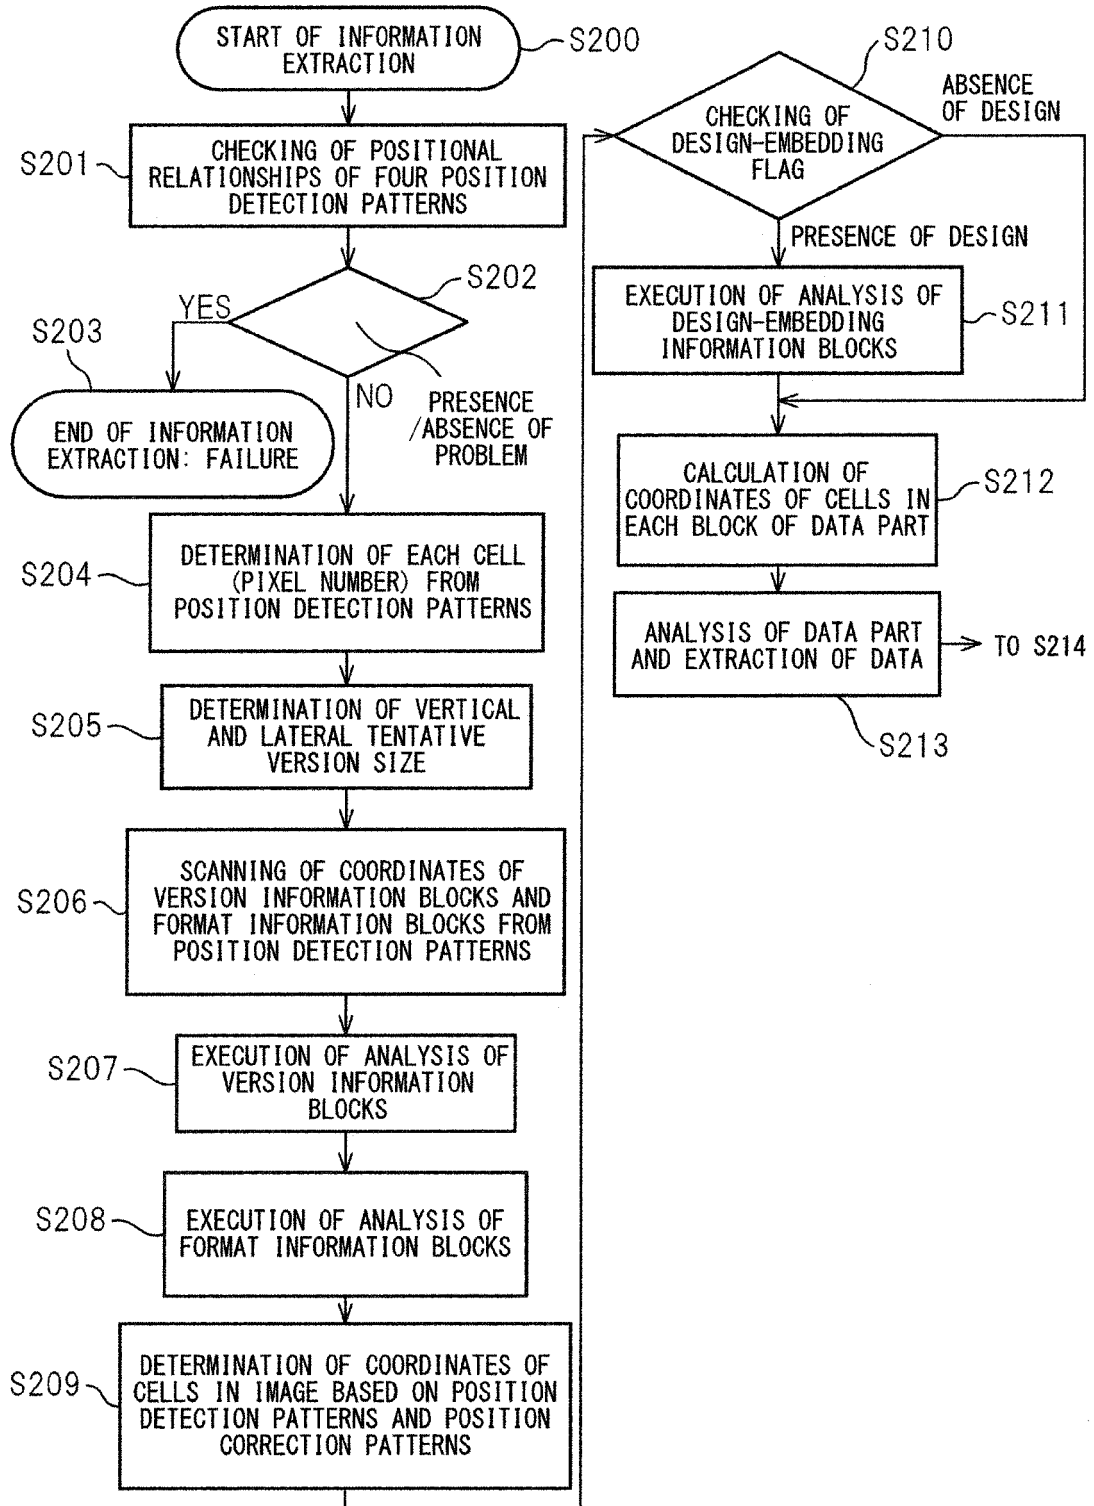 START OF INFORMATION
EXTRACTION
S200
CHECKING OF POSITIONAL
RELATIONSHIPS OF FOUR POSITION
DETECTION PATTERNS
S201
S202
YES
NO
PRESENCE
/ABSENCE OF
PROBLEM
S203
END OF INFORMATION
EXTRACTION: FAILURE
S204
DETERMINATION OF EACH CELL
(PIXEL NUMBER) FROM
POSITION DETECTION PATTERNS
S205
DETERMINATION OF VERTICAL
AND LATERAL TENTATIVE
VERSION SIZE
S206
SCANNING OF COORDINATES OF
VERSION INFORMATION BLOCKS AND
FORMAT INFORMATION BLOCKS FROM
POSITION DETECTION PATTERNS
S207
EXECUTION OF ANALYSIS OF
VERSION INFORMATION
BLOCKS
S208
EXECUTION OF ANALYSIS OF
FORMAT INFORMATION BLOCKS
S209
DETERMINATION OF COORDINATES OF
CELLS IN IMAGE BASED ON POSITION
DETECTION PATTERNS AND POSITION
CORRECTION PATTERNS
S210
CHECKING OF
DESIGN-EMBEDDING
FLAG
ABSENCE
OF DESIGN
PRESENCE OF DESIGN
EXECUTION OF ANALYSIS OF
DESIGN-EMBEDDING
INFORMATION BLOCKS
S211
CALCULATION OF
COORDINATES OF CELLS IN
EACH BLOCK OF DATA PART
S212
ANALYSIS OF DATA PART
AND EXTRACTION OF DATA
TO S214
S213